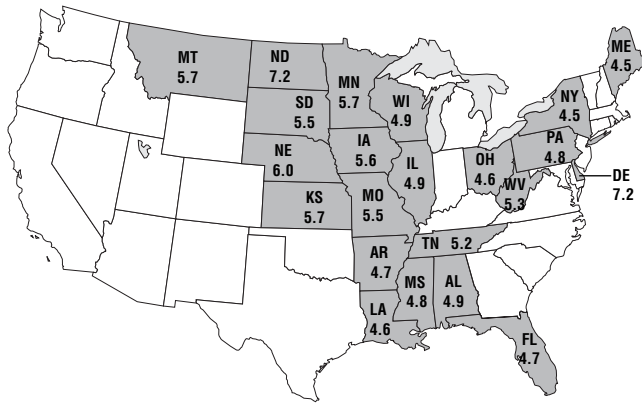 MT
5.7
ND
7.2
MN
5.7
SD
5.5
WI
4.9
NE
6.0
IA
5.6
IL
4.9
KS
5.7
MO
5.5
OH
4.6
WV
5.3
PA
4.8
NY
4.5
ME
4.5
DE
7.2
TN 5.2
AR
4.7
MS
4.8
AL
4.9
LA
4.6
FL
4.7